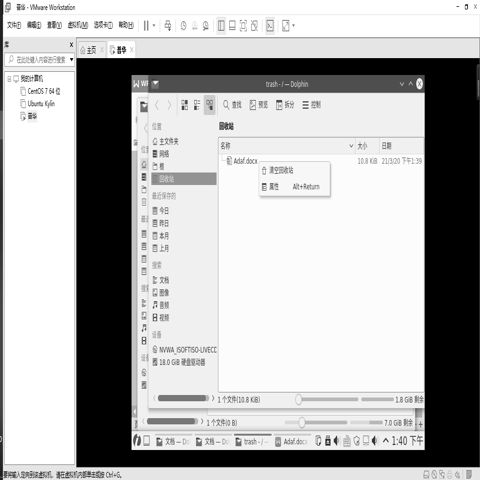 普华 - VMware Workstation
文件(F) 编辑(E) 查看(V) 虚拟机(M) 选项卡(T) 帮助(H)
库
在此处键入内容进行搜索
我的计算机
CentOS 7 64 位
Ubuntu Kylin
普华
主页
普华
trash - / — Dolphin
查找 预览 拆分 控制
位置
主文件夹
网络
根
回收站
最近保存的
今日
昨日
本月
上月
搜索
文档
图像
音频
视频
设备
NVWA_ISOFTISO-LIVECD
18.0 GiB 硬盘驱动器
回收站
名称 大小 日期
Adaf.docx 10.8 KiB 21/3/20 下午1:39
清空回收站
属性 Alt+Return
1 个文件(10.8 KiB) 1.8 GiB 剩余
1 个文件(0 B) 7.0 GiB 剩余
文档 — Dol 文档 — Dol trash - / — Adaf.docx
1:40 下午
要将输入定向到该虚拟机，请在虚拟机内部单击或按 Ctrl+G。